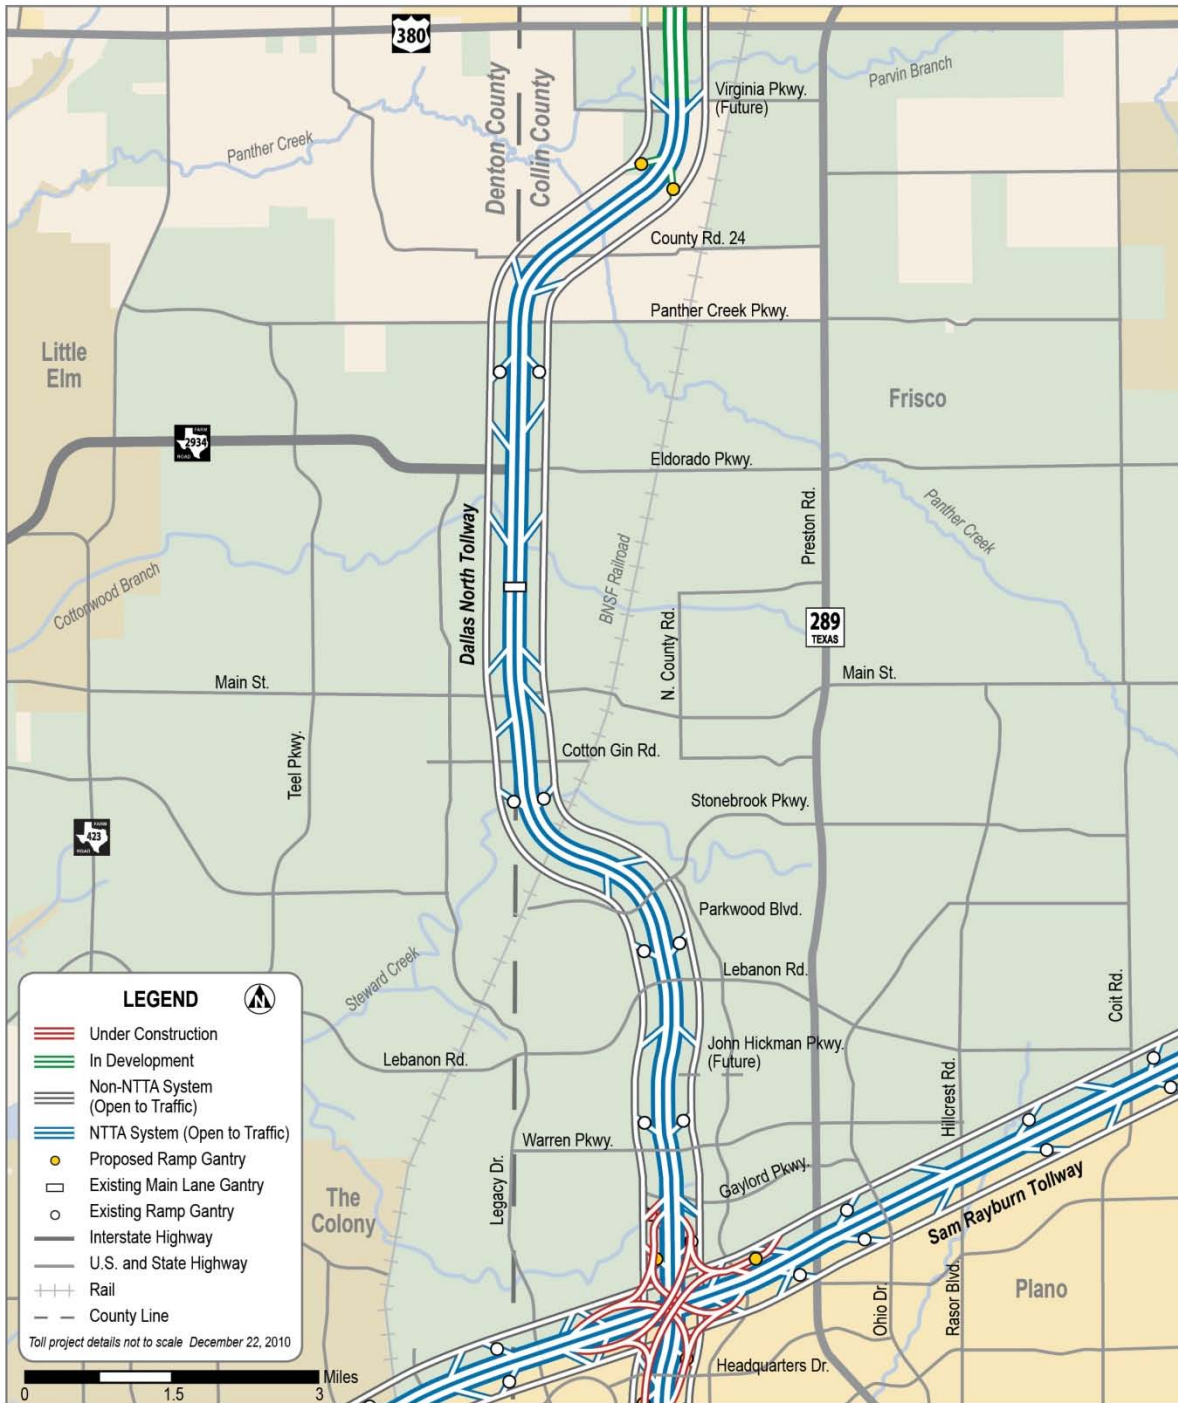 380
Parvin Branch
Virginia Pkwy.
(Future)
Denton County
Collin County
Panther Creek
County Rd. 24
Panther Creek Pkwy.
Little
Elm
Frisco
FARM
2934
ROAD
Eldorado Pkwy.
Preston Rd.
Panther Creek
Dallas North Tollway
BNSF Railroad
Cottonwood Branch
N. County Rd.
289
TEXAS
Main St.
Main St.
Teel Pkwy.
Cotton Gin Rd.
Stonebrook Pkwy.
FARM
423
ROAD
Parkwood Blvd.
Steward Creek
Lebanon Rd.
Coit Rd.
John Hickman Pkwy.
(Future)
Lebanon Rd.
Hillcrest Rd.
Warren Pkwy.
Legacy Dr.
Gaylord Pkwy.
The
Colony
Sam Rayburn Tollway
Ohio Dr.
Rasor Blvd.
Plano
Headquarters Dr.
LEGEND
N
Under Construction
In Development
Non-NTTA System
(Open to Traffic)
NTTA System (Open to Traffic)
Proposed Ramp Gantry
Existing Main Lane Gantry
Existing Ramp Gantry
Interstate Highway
U.S. and State Highway
Rail
County Line
Toll project details not to scale December 22, 2010
Miles
0 1.5 3